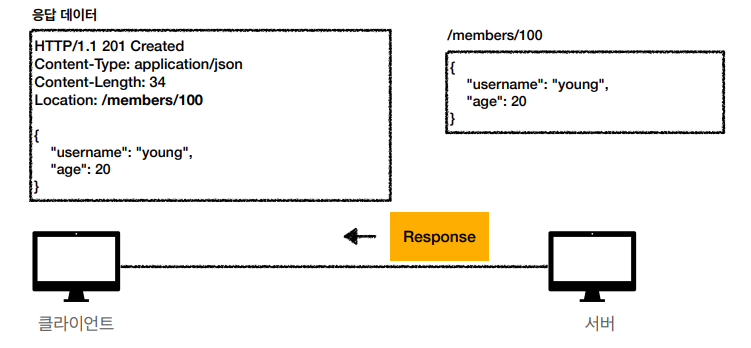 응답 데이터
HTTP/1.1 201 Created
Content-Type: application/json
Content-Length: 34
Location: /members/100
{
"username": "young",
"age": 20
}
/members/100
{
"username": "young",
"age": 20
}
Response
클라이언트
서버